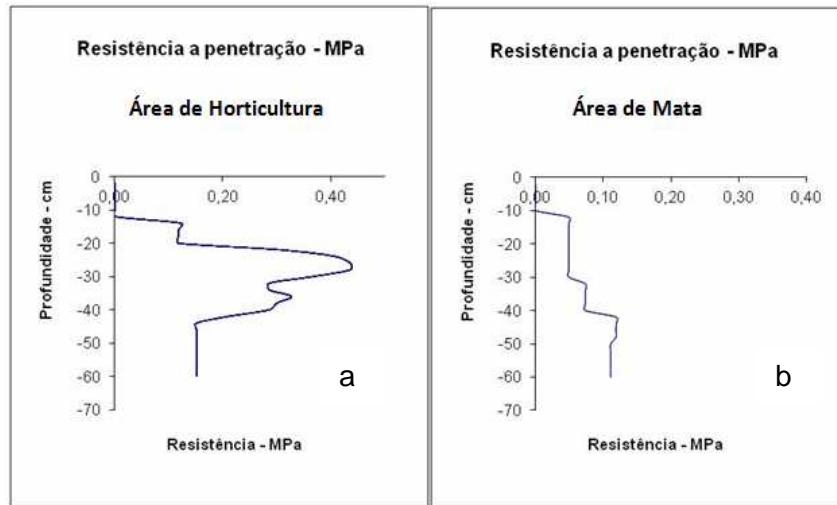 Resistência a penetração - MPa
Área de Horticultura
0
0,00 0,20 0,40
-10
-20
-30
-40
-50
-60
-70
Profundidade - cm
a
Resistência - MPa
Resistência a penetração - MPa
Área de Mata
0
0,00 0,10 0,20 0,30 0,40
-10
-20
-30
-40
-50
-60
-70
Profundidade - cm
b
Resistência - MPa